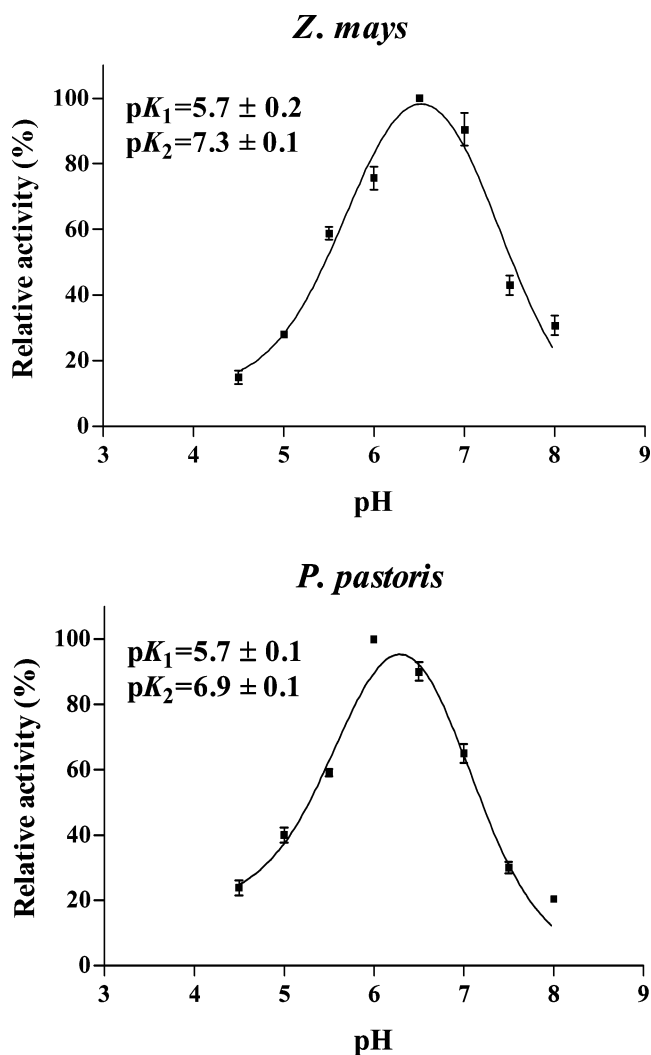 Z. mays
pK1=5.7 ± 0.2
pK2=7.3 ± 0.1
Relative activity (%)
100
80
60
40
20
0
3 4 5 6 7 8 9
pH
P. pastoris
pK1=5.7 ± 0.1
pK2=6.9 ± 0.1
Relative activity (%)
100
80
60
40
20
0
3 4 5 6 7 8 9
pH